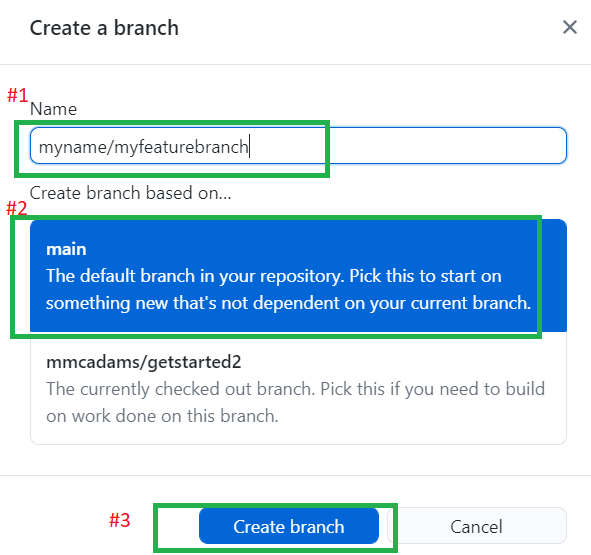 Create a branch
#1
Name
myname/myfeaturebranch
Create branch based on...
#2
main
The default branch in your repository. Pick this to start on
something new that's not dependent on your current branch.
mmcadams/getstarted2
The currently checked out branch. Pick this if you need to build
on work done on this branch.
#3
Create branch
Cancel